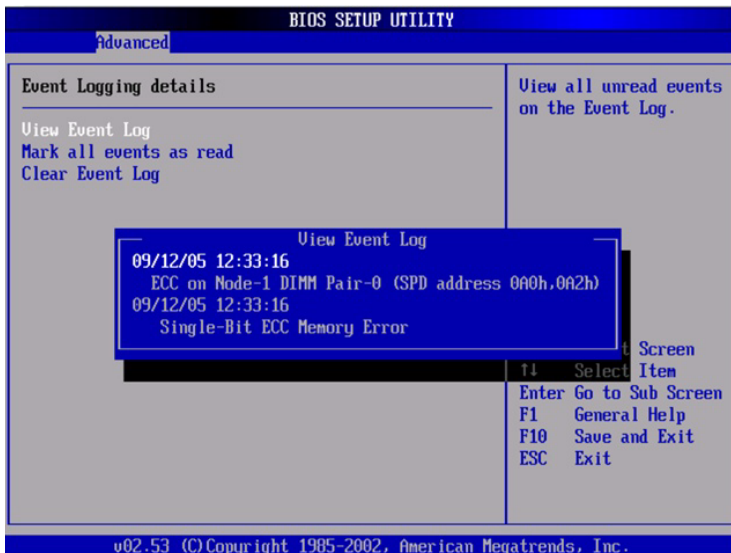 BIOS SETUP UTILITY
Advanced
Event Logging details
View Event Log
Mark all events as read
Clear Event Log
View all unread events
on the Event Log.
View Event Log
09/12/05 12:33:16
ECC on Node-1 DIMM Pair-0 (SPD address 0A0h,0A2h)
09/12/05 12:33:16
Single-Bit ECC Memory Error
t Screen
↑↓ Select Item
Enter Go to Sub Screen
F1 General Help
F10 Save and Exit
ESC Exit
v02.53 (C)Copyright 1985-2002, American Megatrends, Inc.